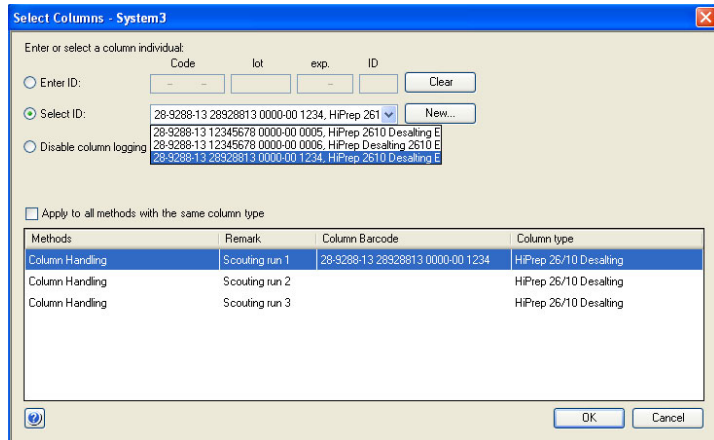 Select Columns - System3
Enter or select a column individual:
Code lot exp. ID
Enter ID: - - - Clear
Select ID: 28-9288-13 28928813 0000-00 1234, HiPrep 261 New...
28-9288-13 12345678 0000-00 0005, HiPrep 2610 Desalting E
Disable column logging 28-9288-13 12345678 0000-00 0006, HiPrep Desalting 2610 E
28-9288-13 28928813 0000-00 1234, HiPrep 2610 Desalting E
Apply to all methods with the same column type
Methods Remark Column Barcode Column type
Column Handling Scouting run 1 28-9288-13 28928813 0000-00 1234 HiPrep 26/10 Desalting
Column Handling Scouting run 2 HiPrep 26/10 Desalting
Column Handling Scouting run 3 HiPrep 26/10 Desalting
OK Cancel